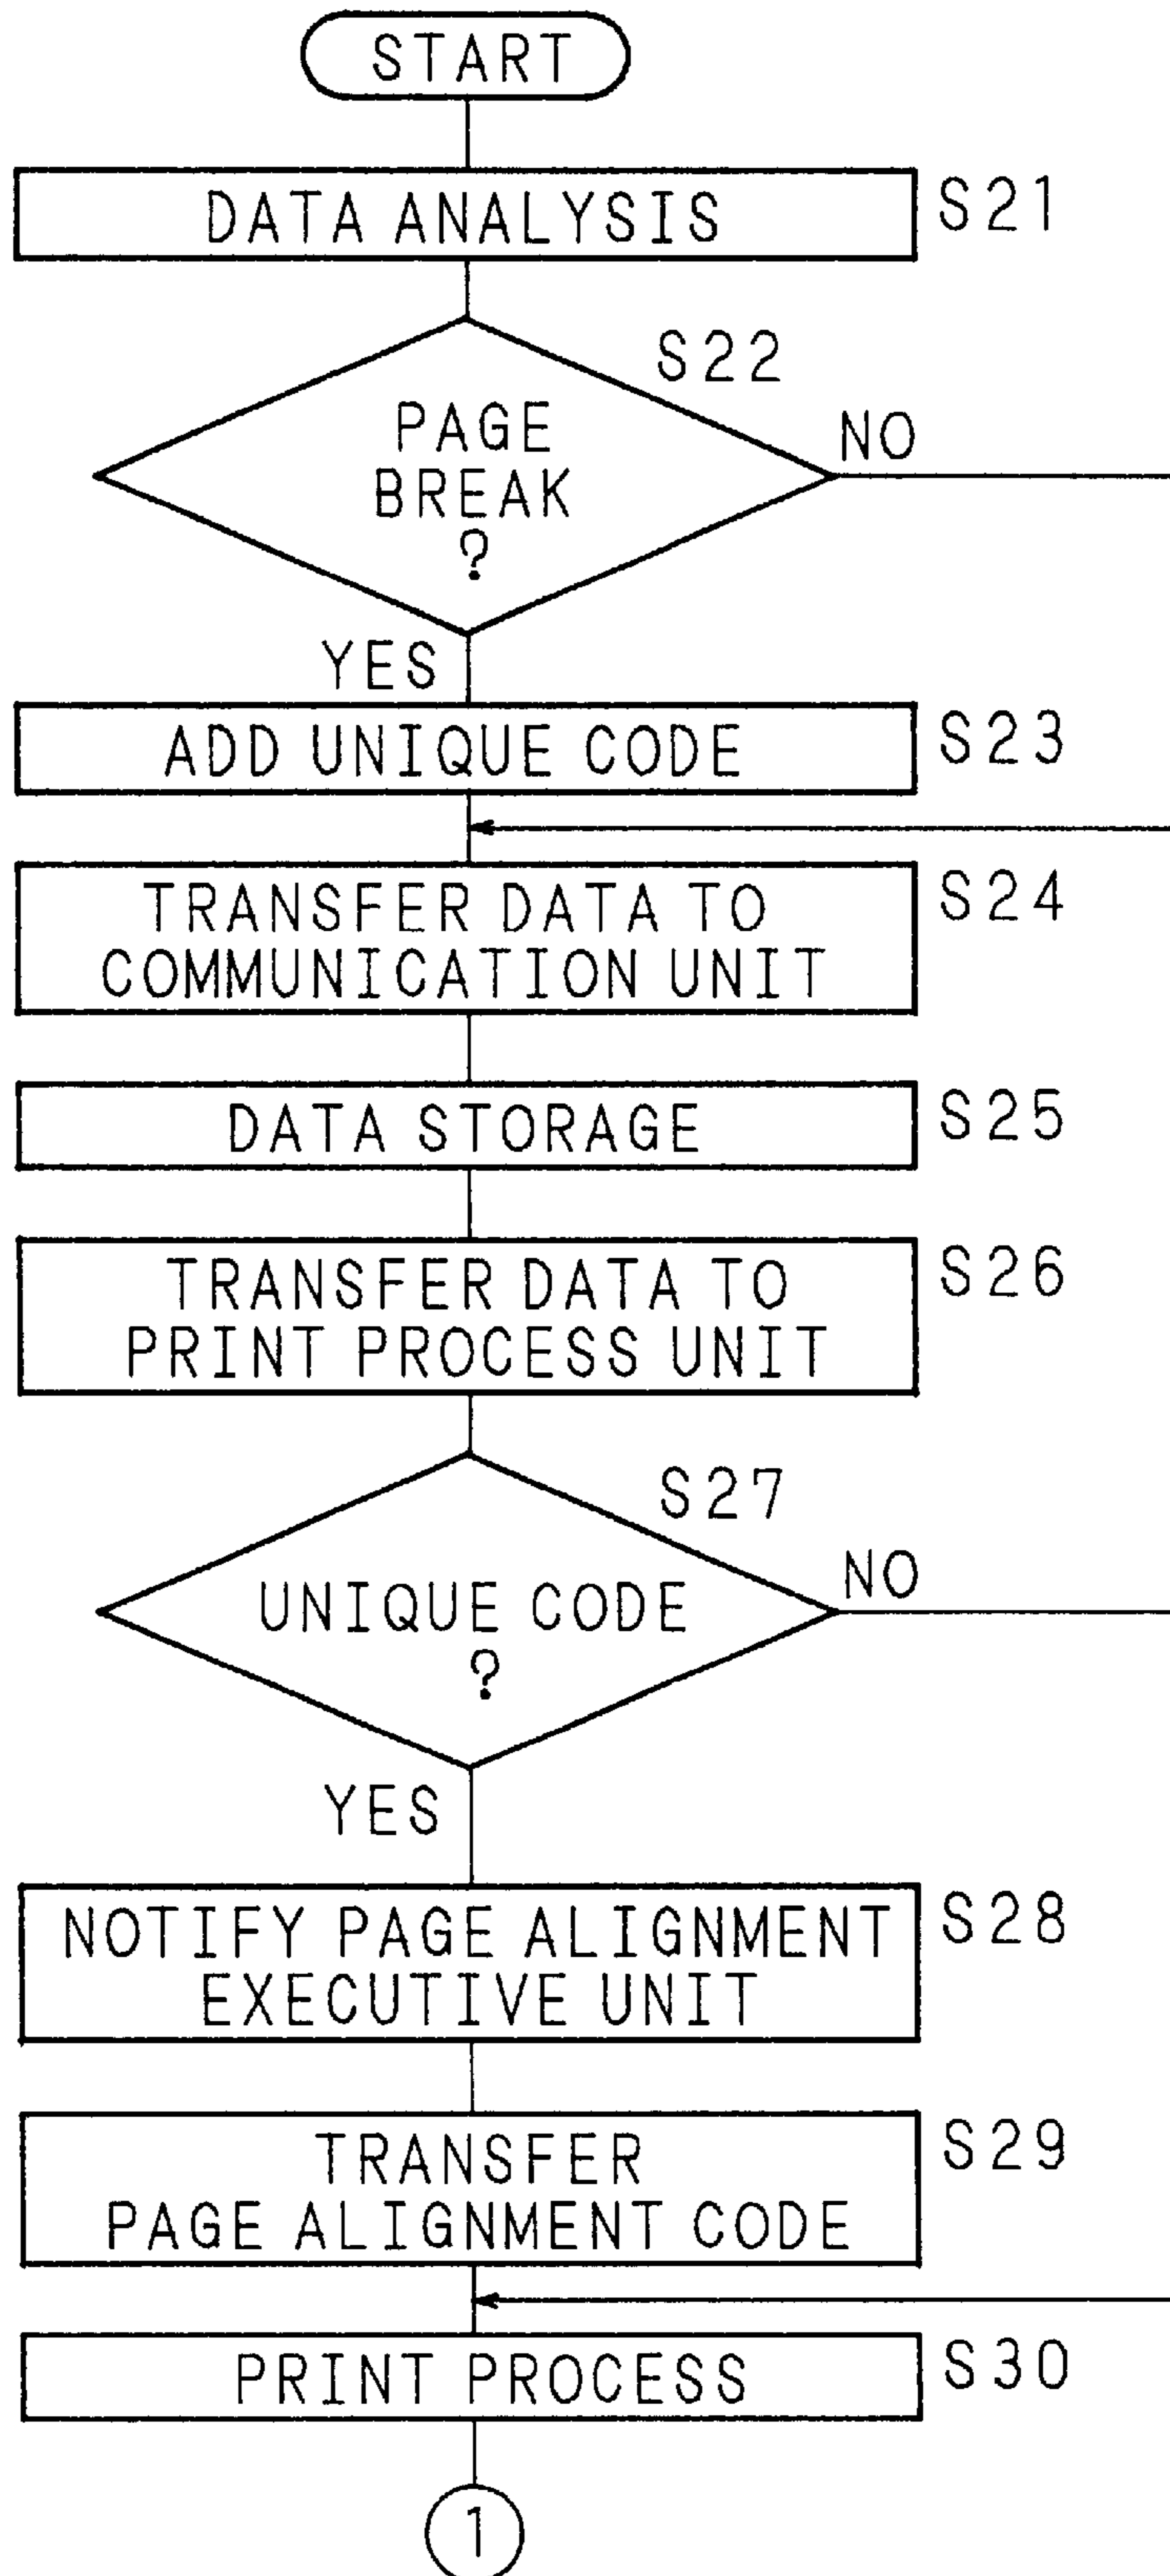 START
DATA ANALYSIS
S21
S22
PAGE
BREAK
?
NO
YES
ADD UNIQUE CODE
S23
TRANSFER DATA TO
COMMUNICATION UNIT
S24
DATA STORAGE
S25
TRANSFER DATA TO
PRINT PROCESS UNIT
S26
S27
UNIQUE CODE
?
NO
YES
NOTIFY PAGE ALIGNMENT
EXECUTIVE UNIT
S28
TRANSFER
PAGE ALIGNMENT CODE
S29
PRINT PROCESS
S30
1